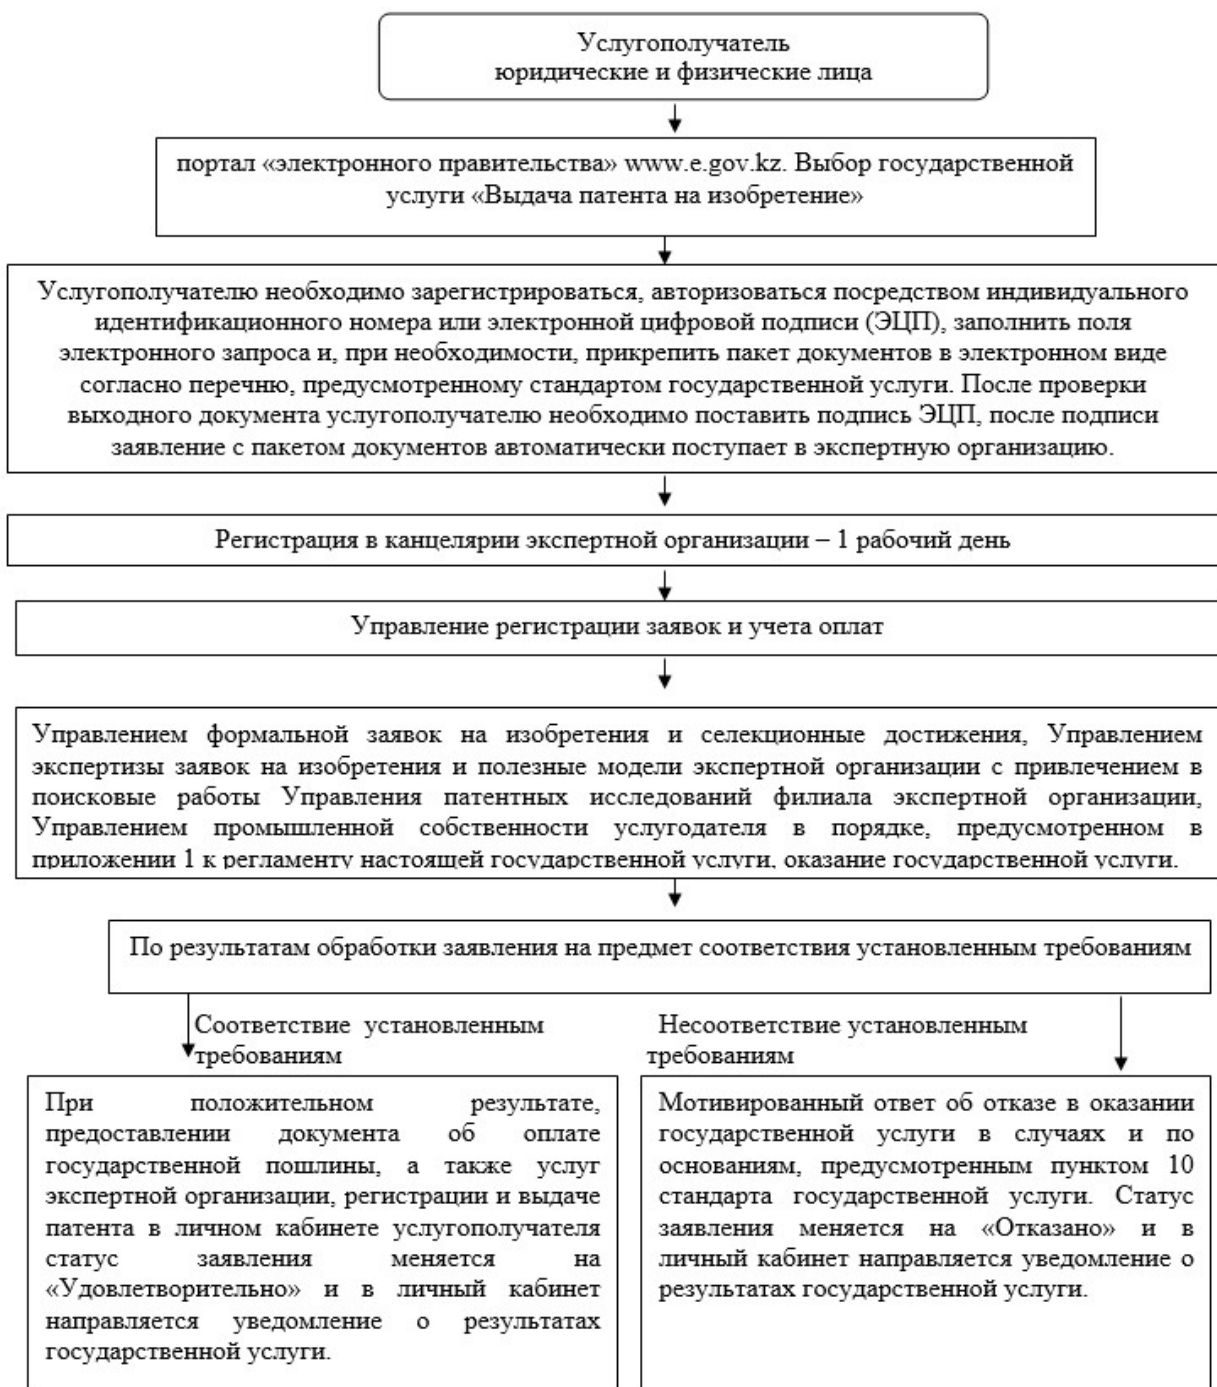 Услугополучатель
юридические и физические лица
портал «электронного правительства» www.e.gov.kz. Выбор государственной
услуги «Выдача патента на изобретение»
Услугополучателю необходимо зарегистрироваться, авторизоваться посредством индивидуального
идентификационного номера или электронной цифровой подписи (ЭЦП), заполнить поля
электронного запроса и, при необходимости, прикрепить пакет документов в электронном виде
согласно перечню, предусмотренному стандартом государственной услуги. После проверки
выходного документа услугополучателю необходимо поставить подпись ЭЦП, после подписи
заявление с пакетом документов автоматически поступает в экспертную организацию.
Регистрация в канцелярии экспертной организации – 1 рабочий день
Управление регистрации заявок и учета оплат
Управлением формальной заявок на изобретения и селекционные достижения, Управлением
экспертизы заявок на изобретения и полезные модели экспертной организации с привлечением в
поисковые работы Управления патентных исследований филиала экспертной организации,
Управлением промышленной собственности услугодателя в порядке, предусмотренном в
приложении 1 к регламенту настоящей государственной услуги, оказание государственной услуги.
По результатам обработки заявления на предмет соответствия установленным требованиям
Соответствие установленным
требованиям
При положительном результате,
предоставлении документа об оплате
государственной пошлины, а также услуг
экспертной организации, регистрации и выдаче
патента в личном кабинете услугополучателя
статус заявления меняется на
«Удовлетворительно» и в личный кабинет
направляется уведомление о результатах
государственной услуги.
Несоответствие установленным
требованиям
Мотивированный ответ об отказе в оказании
государственной услуги в случаях и по
основаниям, предусмотренным пунктом 10
стандарта государственной услуги. Статус
заявления меняется на «Отказано» и в
личный кабинет направляется уведомление о
результатах государственной услуги.